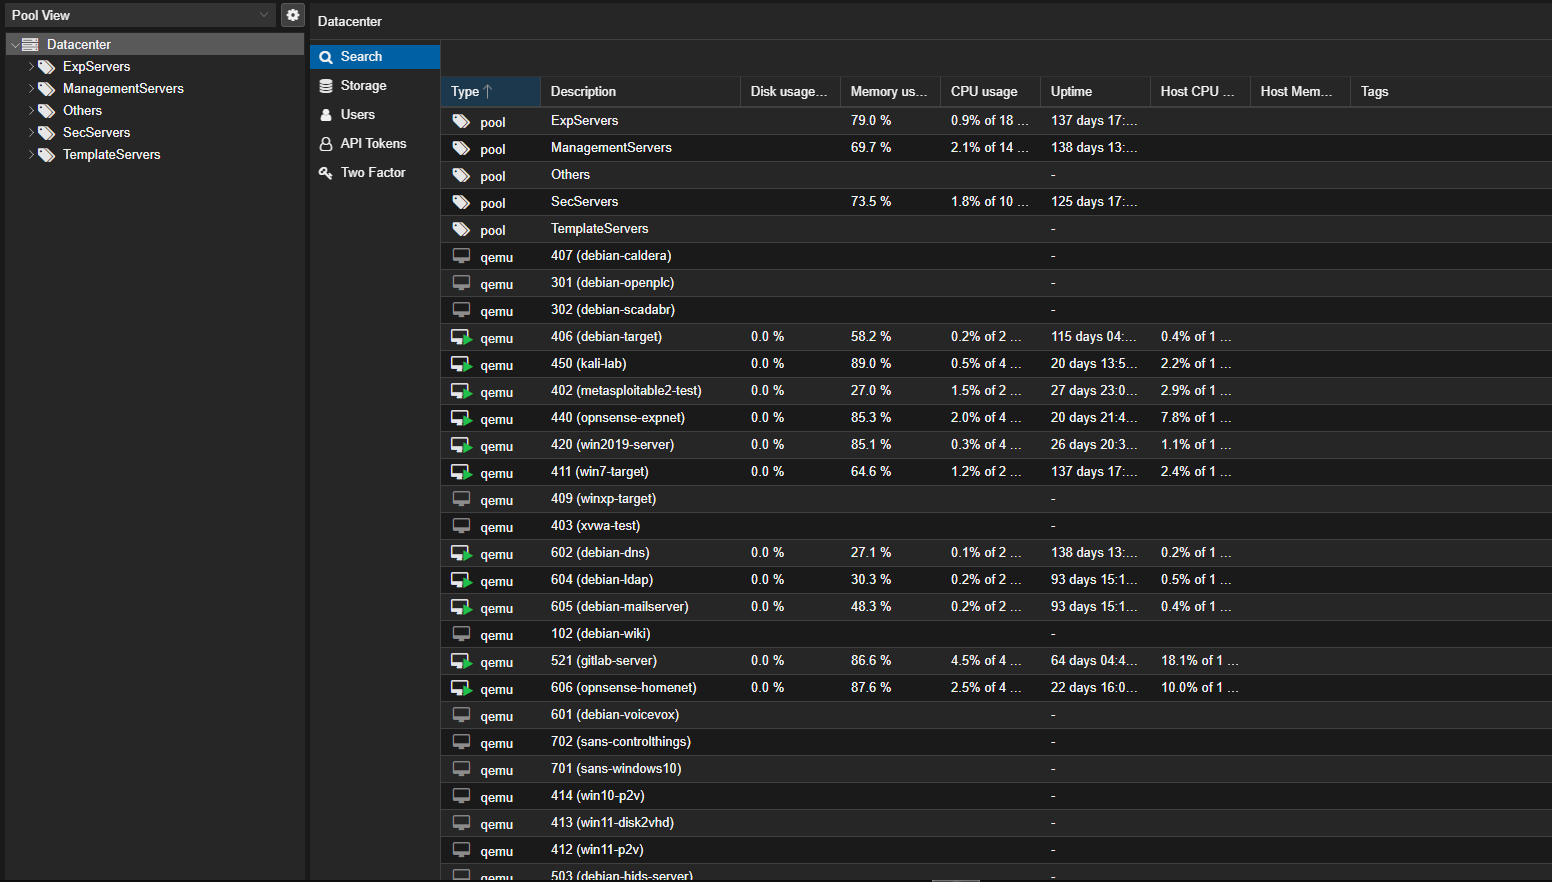 Pool View
Datacenter
ExpServers
ManagementServers
Others
SecServers
TemplateServers
Datacenter
Search
Storage
Users
API Tokens
Two Factor
Type Description Disk usage... Memory us... CPU usage Uptime Host CPU ... Host Mem... Tags
pool ExpServers 79.0 % 0.9% of 18 ... 137 days 17:...
pool ManagementServers 69.7 % 2.1% of 14 ... 138 days 13:...
pool Others -
pool SecServers 73.5 % 1.8% of 10 ... 125 days 17:...
pool TemplateServers -
qemu 407 (debian-caldera) -
qemu 301 (debian-openplc) -
qemu 302 (debian-scadabr) -
qemu 406 (debian-target) 0.0 % 58.2 % 0.2% of 2 ... 115 days 04:... 0.4% of 1 ...
qemu 450 (kali-lab) 0.0 % 89.0 % 0.5% of 4 ... 20 days 13:5... 2.2% of 1 ...
qemu 402 (metasploitable2-test) 0.0 % 27.0 % 1.5% of 2 ... 27 days 23:0... 2.9% of 1 ...
qemu 440 (opnsense-expnet) 0.0 % 85.3 % 2.0% of 4 ... 20 days 21:4... 7.8% of 1 ...
qemu 420 (win2019-server) 0.0 % 85.1 % 0.3% of 4 ... 26 days 20:3... 1.1% of 1 ...
qemu 411 (win7-target) 0.0 % 64.6 % 1.2% of 2 ... 137 days 17:... 2.4% of 1 ...
qemu 409 (winxp-target) -
qemu 403 (xvwa-test) -
qemu 602 (debian-dns) 0.0 % 27.1 % 0.1% of 2 ... 138 days 13:... 0.2% of 1 ...
qemu 604 (debian-ldap) 0.0 % 30.3 % 0.2% of 2 ... 93 days 15:1... 0.5% of 1 ...
qemu 605 (debian-mailserver) 0.0 % 48.3 % 0.2% of 2 ... 93 days 15:1... 0.4% of 1 ...
qemu 102 (debian-wiki) -
qemu 521 (gitlab-server) 0.0 % 86.6 % 4.5% of 4 ... 64 days 04:4... 18.1% of 1 ...
qemu 606 (opnsense-homenet) 0.0 % 87.6 % 2.5% of 4 ... 22 days 16:0... 10.0% of 1 ...
qemu 601 (debian-voicevox) -
qemu 702 (sans-controlthings) -
qemu 701 (sans-windows10) -
qemu 414 (win10-p2v) -
qemu 413 (win11-disk2vhd) -
qemu 412 (win11-p2v) -
qemu 503 (debian-hids-server) -